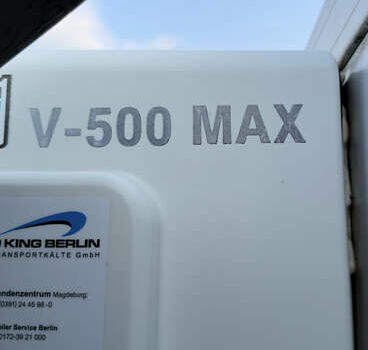 V-500 MAX
KING BERLIN
ANSPORTKÄLTE GmbH
ndenzentrum Magdeburg:
(0391) 24 45 98 -0
iler Service Berlin
0172-39 21 000